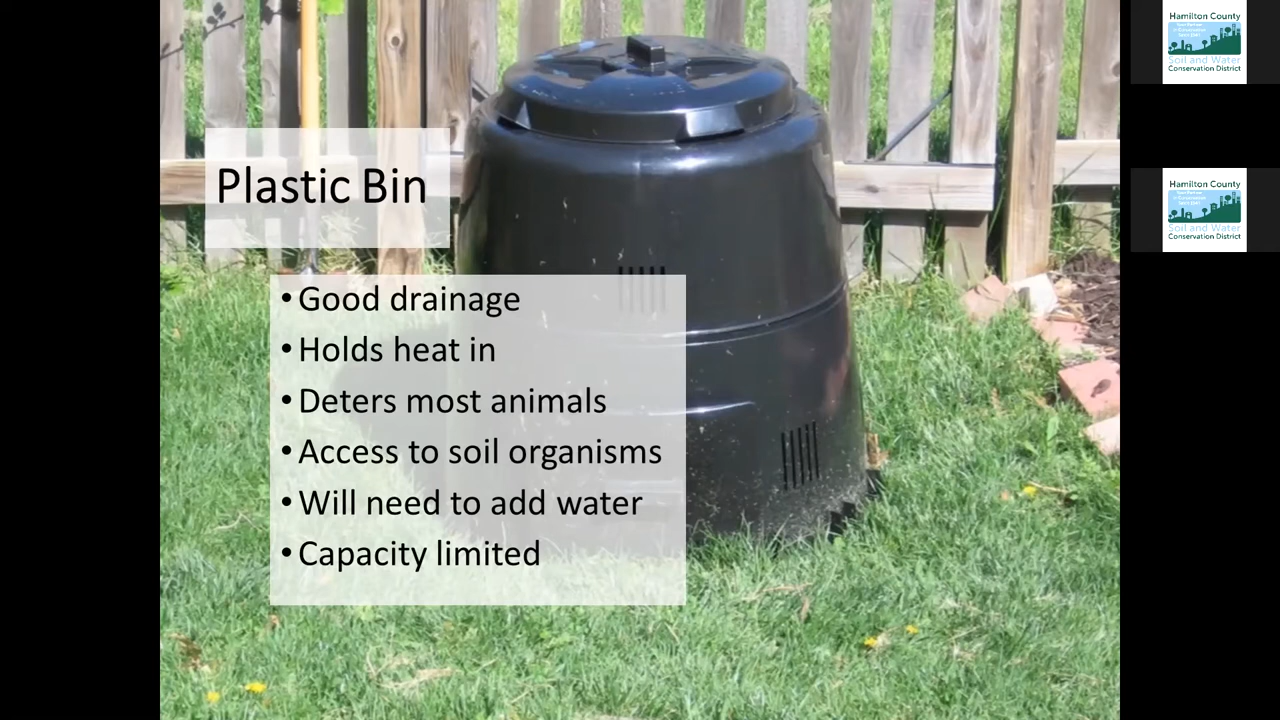 Plastic Bin
• Good drainage
• Holds heat in
• Deters most animals
• Access to soil organisms
• Will need to add water
• Capacity limited
Hamilton County
Soil and Water
Conservation District
Hamilton County
Soil and Water
Conservation District